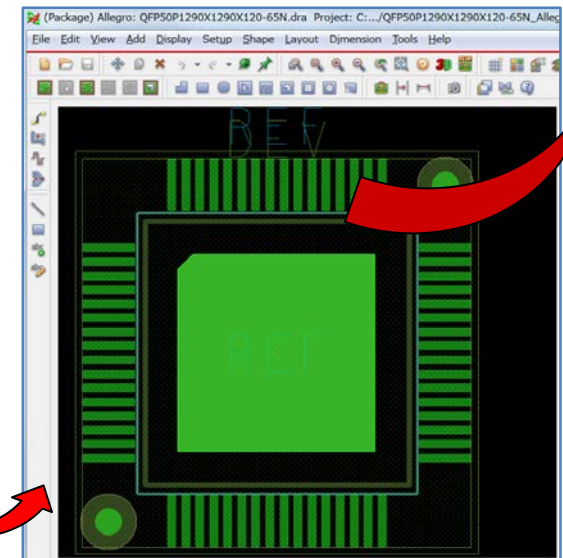 (Package) Allegro: QFP50P1290X1290X120-65N.dra Project: C:.../QFP50P1290X1290X120-65N_Alleg
File Edit View Add Display Setup Shape Layout Dimension Tools Help
REF
REF